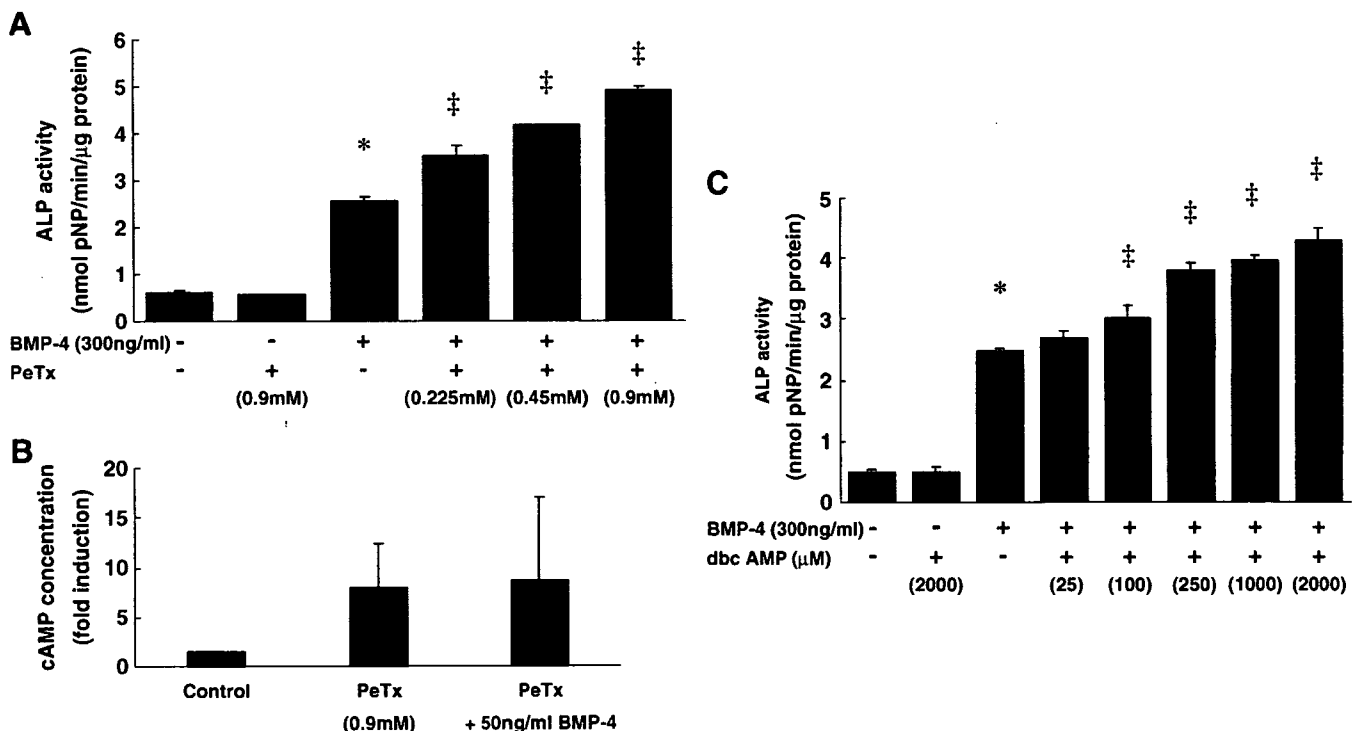 A
ALP activity
(nmol pNP/min/µg protein)
6
5
4
3
2
1
0
* ‡ ‡ ‡
BMP-4 (300ng/ml) - - + + + +
PeTx - + - + + +
(0.9mM) (0.225mM) (0.45mM) (0.9mM)
B
cAMP concentration
(fold induction)
20
15
10
5
0
Control PeTx PeTx
(0.9mM) + 50ng/ml BMP-4
C
ALP activity
(nmol pNP/min/µg protein)
5
4
3
2
1
0
* ‡ ‡ ‡ ‡
BMP-4 (300ng/ml) - - + + + + + +
dbc AMP (µM) - + - + + + + +
(2000) (25) (100) (250) (1000) (2000)